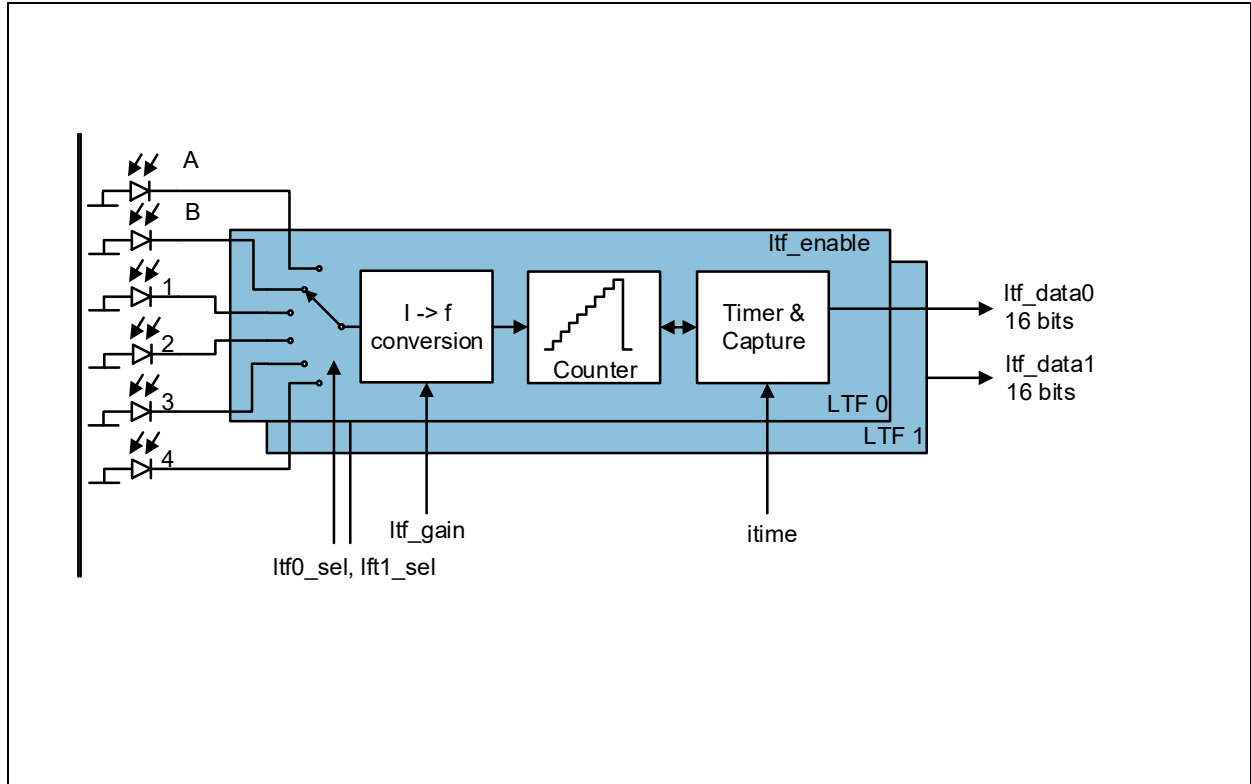 A
B
1
2
3
4
ltf_enable
I -> f
conversion
Counter
Timer &
Capture
LTF 0
LTF 1
ltf_data0
16 bits
ltf_data1
16 bits
ltf_gain
itime
ltf0_sel, lft1_sel